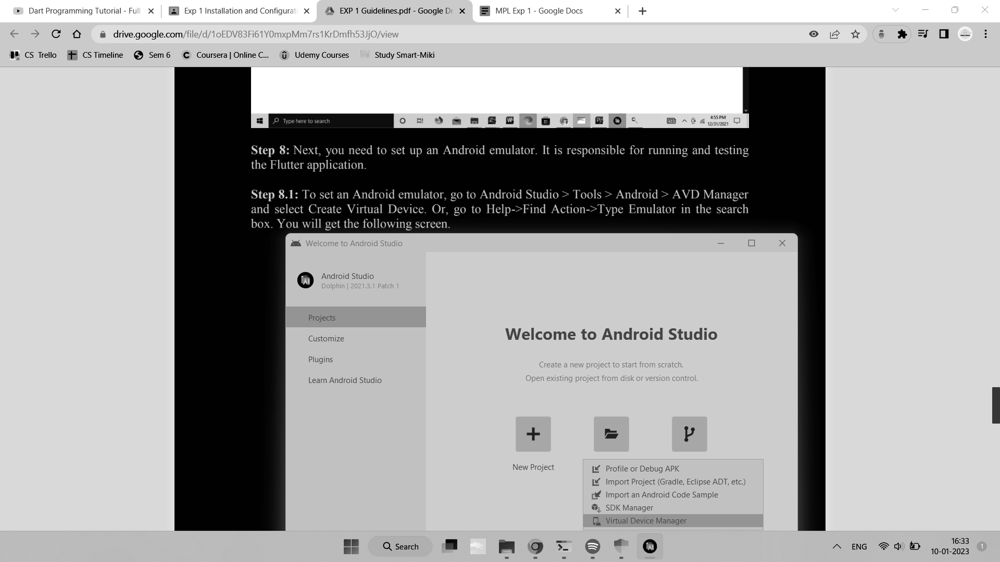 Dart Programming Tutorial - Full
Exp 1 Installation and Configurati
EXP 1 Guidelines.pdf - Google Dr
MPL Exp 1 - Google Docs
drive.google.com/file/d/1oEDV83Fi61Y0mxpMm7rs1KrDmfh53JjO/view
CS Trello
CS Timeline
Sem 6
Coursera | Online C...
Udemy Courses
Study Smart-Miki
Type here to search
4:55 PM
12/31/2021
Step 8: Next, you need to set up an Android emulator. It is responsible for running and testing
the Flutter application.
Step 8.1: To set an Android emulator, go to Android Studio > Tools > Android > AVD Manager
and select Create Virtual Device. Or, go to Help->Find Action->Type Emulator in the search
box. You will get the following screen.
Welcome to Android Studio
Android Studio
Dolphin | 2021.3.1 Patch 1
Projects
Customize
Plugins
Learn Android Studio
Welcome to Android Studio
Create a new project to start from scratch.
Open existing project from disk or version control.
New Project
Profile or Debug APK
Import Project (Gradle, Eclipse ADT, etc.)
Import an Android Code Sample
SDK Manager
Virtual Device Manager
Search
ENG
16:33
10-01-2023
1